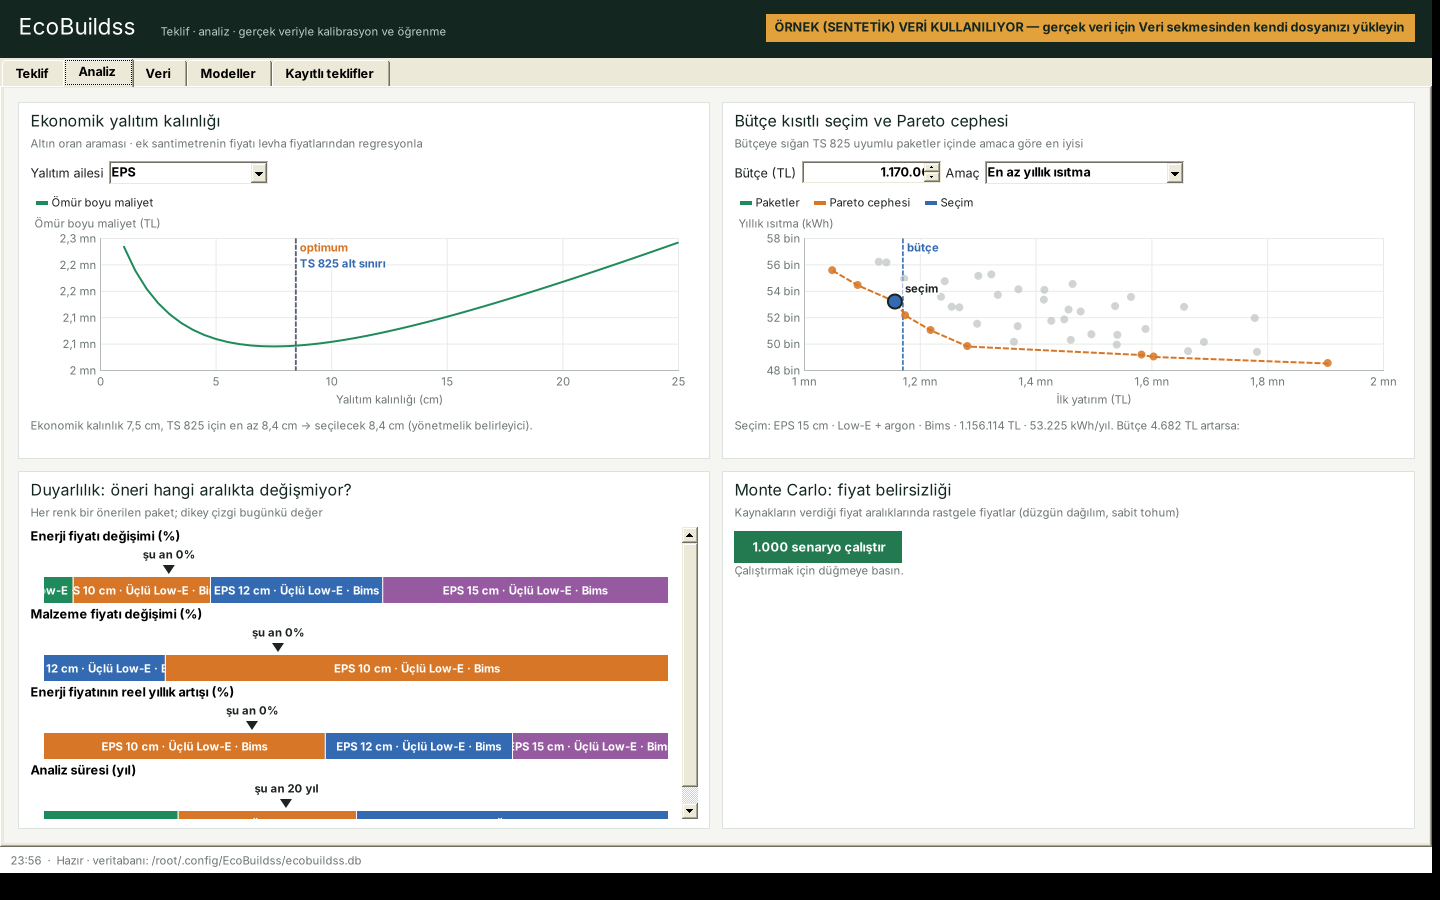 EcoBuildss
Teklif · analiz · gerçek veriyle kalibrasyon ve öğrenme
ÖRNEK (SENTETİK) VERİ KULLANILIYOR — gerçek veri için Veri sekmesinden kendi dosyanızı yükleyin
Teklif
Analiz
Veri
Modeller
Kayıtlı teklifler
Ekonomik yalıtım kalınlığı
Altın oran araması · ek santimetrenin fiyatı levha fiyatlarından regresyonla
Yalıtım ailesi
EPS
Ömür boyu maliyet
Ömür boyu maliyet (TL)
2,3 mn
2,2 mn
2,2 mn
2,1 mn
2,1 mn
2 mn
optimum
TS 825 alt sınırı
0
5
10
15
20
25
Yalıtım kalınlığı (cm)
Ekonomik kalınlık 7,5 cm, TS 825 için en az 8,4 cm → seçilecek 8,4 cm (yönetmelik belirleyici).
Bütçe kısıtlı seçim ve Pareto cephesi
Bütçeye sığan TS 825 uyumlu paketler içinde amaca göre en iyisi
Bütçe (TL)
1.170.0
Amaç
En az yıllık ısıtma
Paketler
Pareto cephesi
Seçim
Yıllık ısıtma (kWh)
58 bin
56 bin
54 bin
52 bin
50 bin
48 bin
bütçe
seçim
1 mn
1,2 mn
1,4 mn
1,6 mn
1,8 mn
2 mn
İlk yatırım (TL)
Seçim: EPS 15 cm · Low-E + argon · Bims · 1.156.114 TL · 53.225 kWh/yıl. Bütçe 4.682 TL artarsa:
Duyarlılık: öneri hangi aralıkta değişmiyor?
Her renk bir önerilen paket; dikey çizgi bugünkü değer
Enerji fiyatı değişimi (%)
şu an 0%
w-E
S 10 cm · Üçlü Low-E · Bi
EPS 12 cm · Üçlü Low-E · Bims
EPS 15 cm · Üçlü Low-E · Bims
Malzeme fiyatı değişimi (%)
şu an 0%
12 cm · Üçlü Low-E ·
EPS 10 cm · Üçlü Low-E · Bims
Enerji fiyatının reel yıllık artışı (%)
şu an 0%
EPS 10 cm · Üçlü Low-E · Bims
EPS 12 cm · Üçlü Low-E · Bims
EPS 15 cm · Üçlü Low-E · Bims
Analiz süresi (yıl)
şu an 20 yıl
Monte Carlo: fiyat belirsizliği
Kaynakların verdiği fiyat aralıklarında rastgele fiyatlar (düzgün dağılım, sabit tohum)
1.000 senaryo çalıştır
Çalıştırmak için düğmeye basın.
23:56 · Hazır · veritabanı: /root/.config/EcoBuildss/ecobuildss.db